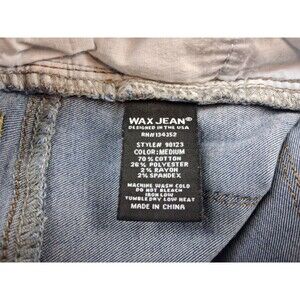 WAX JEAN®
DESIGNED IN THE USA
RN#134352
STYLE# 90123
COLOR: MEDIUM
70% COTTON
26% POLYESTER
2% RAYON
2% SPANDEX
MACHINE WASH COLD
DO NOT BLEACH
IRON LOW
TUMBLE DRY LOW HEAT
MADE IN CHINA